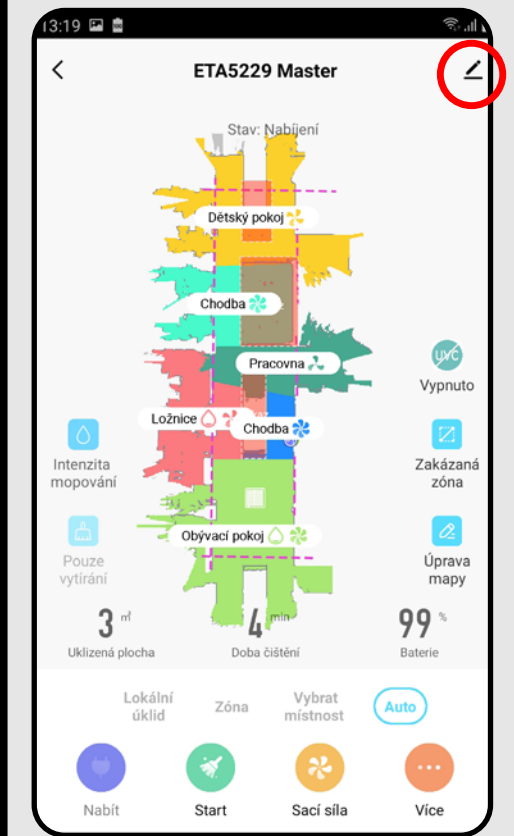 13:19
ETA5229 Master
Stav: Nabíjení
Dětský pokoj
Chodba
Pracovna
UVC
Vypnuto
Ložnice
Chodba
Intenzita
mopování
Zakázaná
zóna
Obývací pokoj
Pouze
vytírání
Úprava
mapy
3 ㎡
4 min
99 %
Uklizená plocha
Doba čištění
Baterie
Lokální
úklid
Zóna
Vybrat
místnost
Auto
Nabít
Start
Sací síla
Více